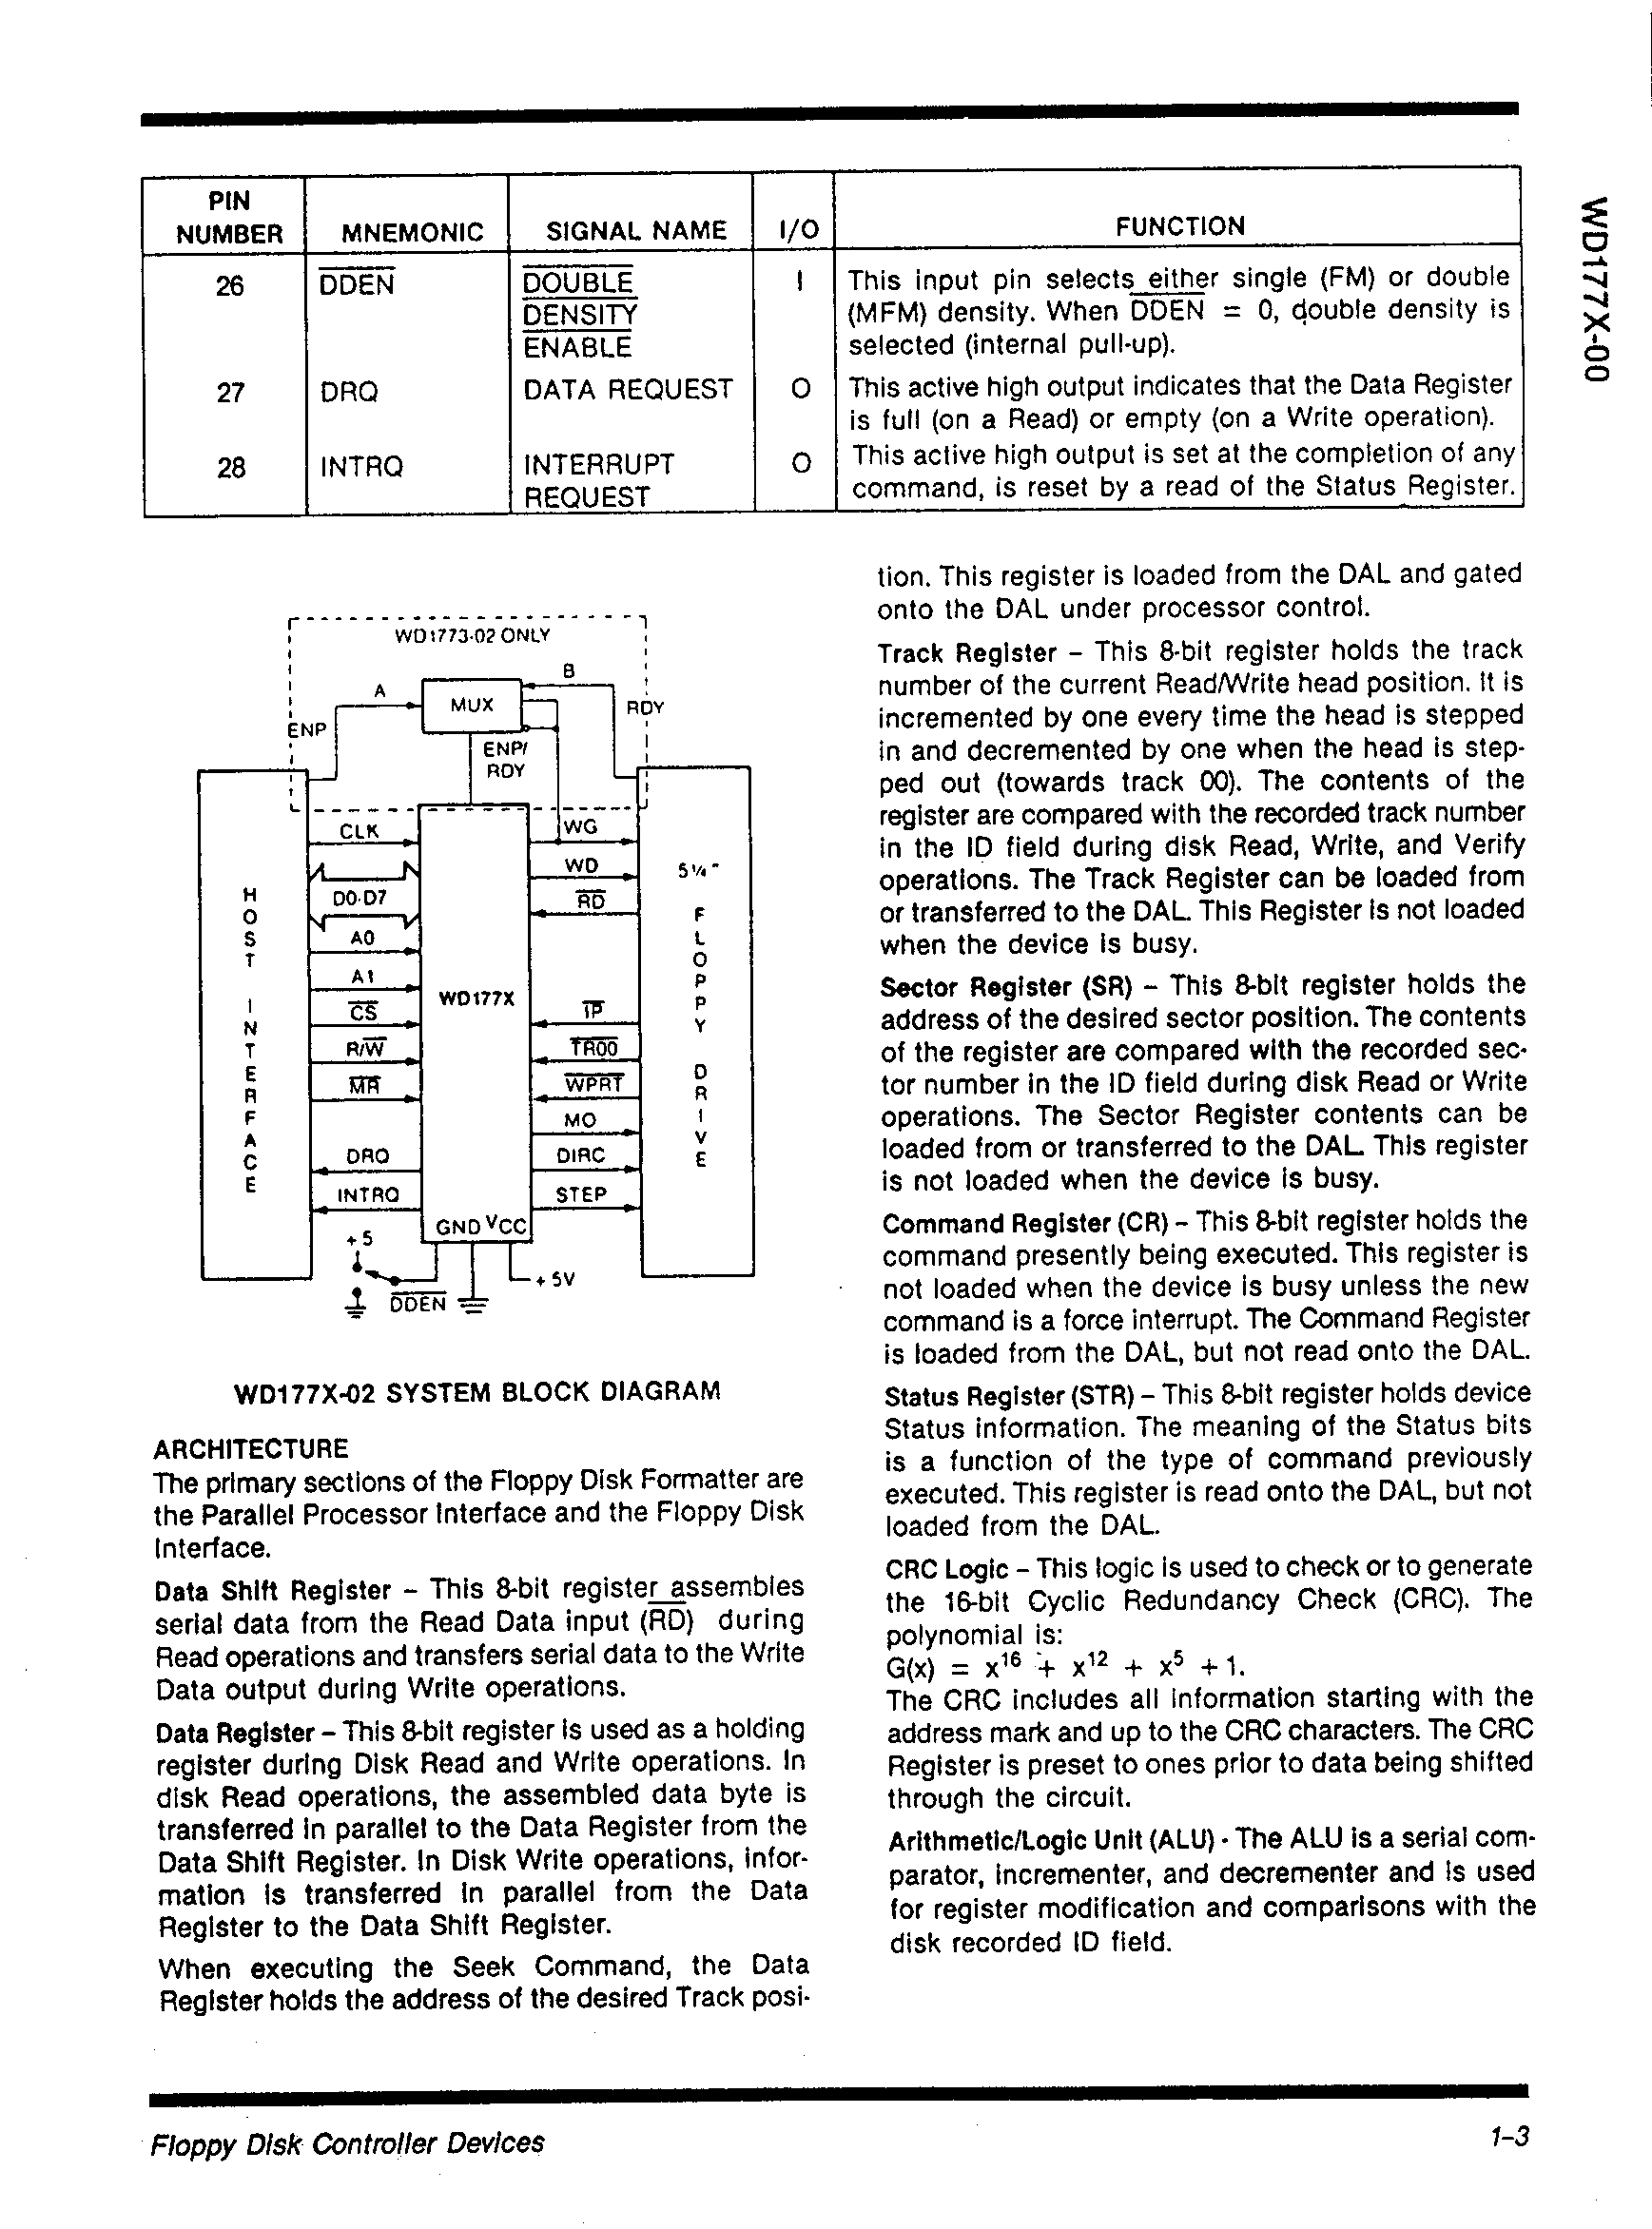 WD177X-00
PIN
NUMBER MNEMONIC SIGNAL NAME I/O FUNCTION
26 D̅D̅E̅N̅ D̅O̅U̅B̅L̅E̅ I This input pin selects either single (FM) or double
D̅E̅N̅S̅I̅T̅Y̅ (MFM) density. When D̅D̅E̅N̅ = 0, double density is
E̅N̅A̅B̅L̅E̅ selected (internal pull-up).
27 DRQ DATA REQUEST O This active high output indicates that the Data Register
is full (on a Read) or empty (on a Write operation).
28 INTRQ INTERRUPT O This active high output is set at the completion of any
REQUEST command, is reset by a read of the Status Register.
WD1773-02 ONLY
A
MUX
B
ENP
RDY
ENP/
RDY
HOST INTERFACE
CLK
D0-D7
A0
A1
C̅S̅
R/W̅
M̅R̅
DRQ
INTRQ
WD177X
GND VCC
WG
WD
R̅D̅
I̅P̅
T̅R̅0̅0̅
W̅P̅R̅T̅
MO
DIRC
STEP
5¼"
FLOPPY DRIVE
+5
D̅D̅E̅N̅
+5V
WD177X-02 SYSTEM BLOCK DIAGRAM
ARCHITECTURE
The primary sections of the Floppy Disk Formatter are
the Parallel Processor Interface and the Floppy Disk
Interface.
Data Shift Register – This 8-bit register assembles
serial data from the Read Data input (R̅D̅) during
Read operations and transfers serial data to the Write
Data output during Write operations.
Data Register – This 8-bit register is used as a holding
register during Disk Read and Write operations. In
disk Read operations, the assembled data byte is
transferred in parallel to the Data Register from the
Data Shift Register. In Disk Write operations, infor-
mation is transferred in parallel from the Data
Register to the Data Shift Register.
When executing the Seek Command, the Data
Register holds the address of the desired Track posi-
tion. This register is loaded from the DAL and gated
onto the DAL under processor control.
Track Register – This 8-bit register holds the track
number of the current Read/Write head position. It is
incremented by one every time the head is stepped
in and decremented by one when the head is step-
ped out (towards track 00). The contents of the
register are compared with the recorded track number
in the ID field during disk Read, Write, and Verify
operations. The Track Register can be loaded from
or transferred to the DAL. This Register is not loaded
when the device is busy.
Sector Register (SR) – This 8-bit register holds the
address of the desired sector position. The contents
of the register are compared with the recorded sec-
tor number in the ID field during disk Read or Write
operations. The Sector Register contents can be
loaded from or transferred to the DAL. This register
is not loaded when the device is busy.
Command Register (CR) – This 8-bit register holds the
command presently being executed. This register is
not loaded when the device is busy unless the new
command is a force interrupt. The Command Register
is loaded from the DAL, but not read onto the DAL.
Status Register (STR) – This 8-bit register holds device
Status information. The meaning of the Status bits
is a function of the type of command previously
executed. This register is read onto the DAL, but not
loaded from the DAL.
CRC Logic – This logic is used to check or to generate
the 16-bit Cyclic Redundancy Check (CRC). The
polynomial is:
G(x) = x¹⁶ + x¹² + x⁵ + 1.
The CRC includes all information starting with the
address mark and up to the CRC characters. The CRC
Register is preset to ones prior to data being shifted
through the circuit.
Arithmetic/Logic Unit (ALU) - The ALU is a serial com-
parator, incrementer, and decrementer and is used
for register modification and comparisons with the
disk recorded ID field.
Floppy Disk Controller Devices 1–3